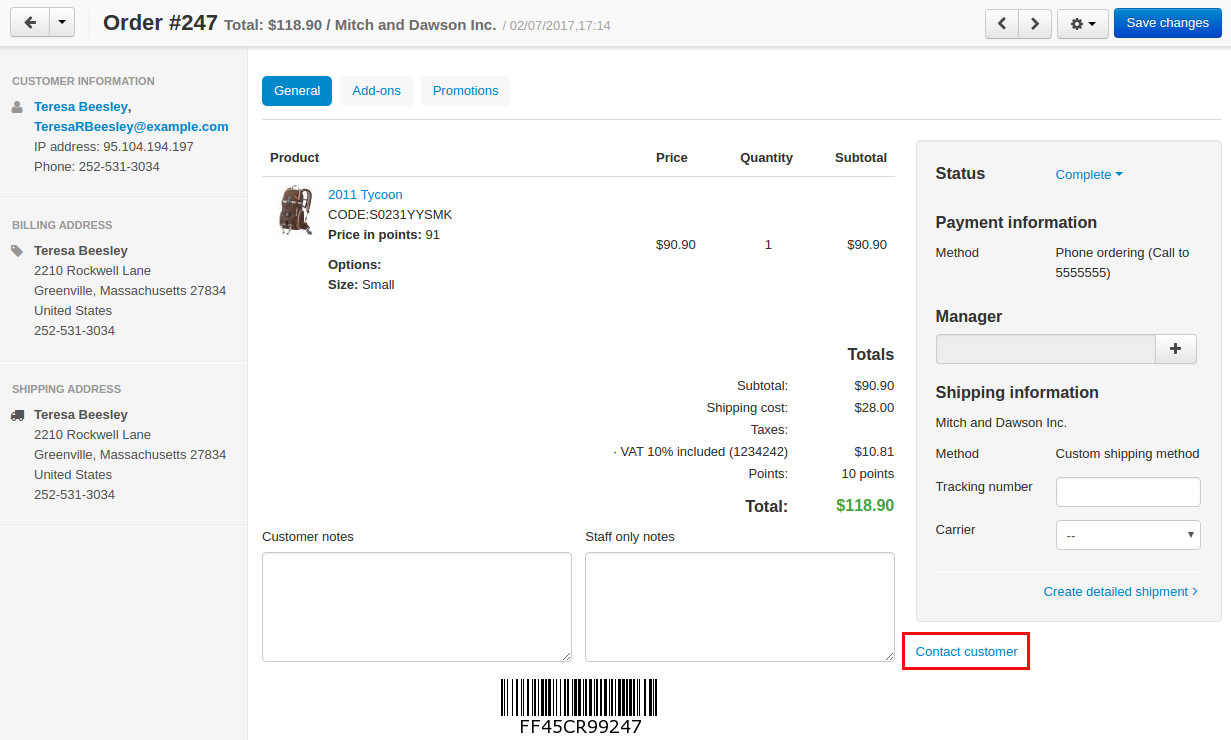 Order #247 Total: $118.90 / Mitch and Dawson Inc. / 02/07/2017,17:14
Save changes
CUSTOMER INFORMATION
Teresa Beesley,
TeresaRBeesley@example.com
IP address: 95.104.194.197
Phone: 252-531-3034
BILLING ADDRESS
Teresa Beesley
2210 Rockwell Lane
Greenville, Massachusetts 27834
United States
252-531-3034
SHIPPING ADDRESS
Teresa Beesley
2210 Rockwell Lane
Greenville, Massachusetts 27834
United States
252-531-3034
General Add-ons Promotions
Product Price Quantity Subtotal
2011 Tycoon
CODE:S0231YYSMK
Price in points: 91
$90.90 1 $90.90
Options:
Size: Small
Totals
Subtotal: $90.90
Shipping cost: $28.00
Taxes:
· VAT 10% included (1234242) $10.81
Points: 10 points
Total: $118.90
Customer notes
Staff only notes
FF45CR99247
Status Complete
Payment information
Method Phone ordering (Call to
5555555)
Manager
+
Shipping information
Mitch and Dawson Inc.
Method Custom shipping method
Tracking number
Carrier --
Create detailed shipment
Contact customer